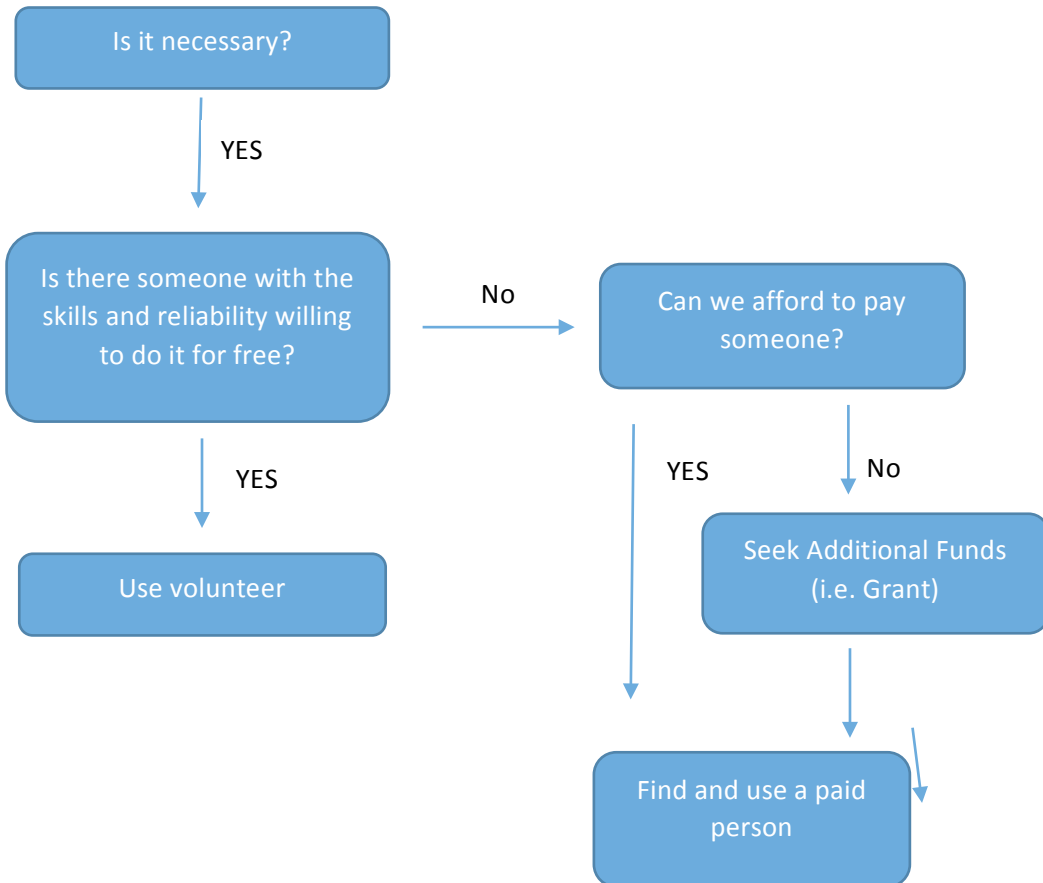 Is it necessary?
YES
Is there someone with the
skills and reliability willing
to do it for free?
No
Can we afford to pay
someone?
YES
Use volunteer
YES
No
Seek Additional Funds
(i.e. Grant)
Find and use a paid
person